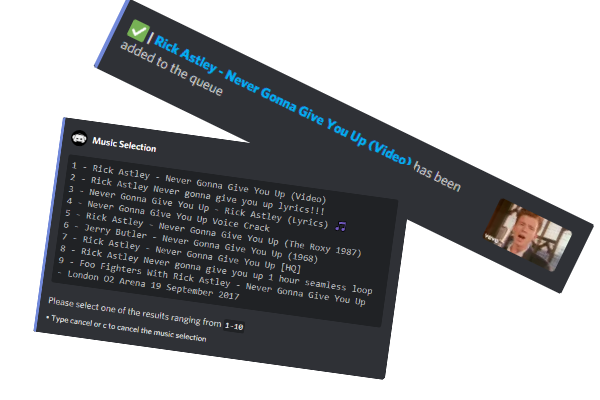 ✅ | Rick Astley - Never Gonna Give You Up (Video) has been
added to the queue
Music Selection
1 - Rick Astley - Never Gonna Give You Up (Video)
2 - Rick Astley Never gonna give you up lyrics!!!
3 - Never Gonna Give You Up - Rick Astley (Lyrics) 🎵
4 - Never Gonna Give You Up Voice Crack
5 - Rick Astley - Never Gonna Give You Up (The Roxy 1987)
6 - Jerry Butler - Never Gonna Give You Up (1968)
7 - Rick Astley - Never Gonna Give You Up [HQ]
8 - Rick Astley Never gonna give you up 1 hour seamless loop
9 - Foo Fighters With Rick Astley - Never Gonna Give You Up
- London O2 Arena 19 September 2017
Please select one of the results ranging from 1-10
• Type cancel or c to cancel the music selection